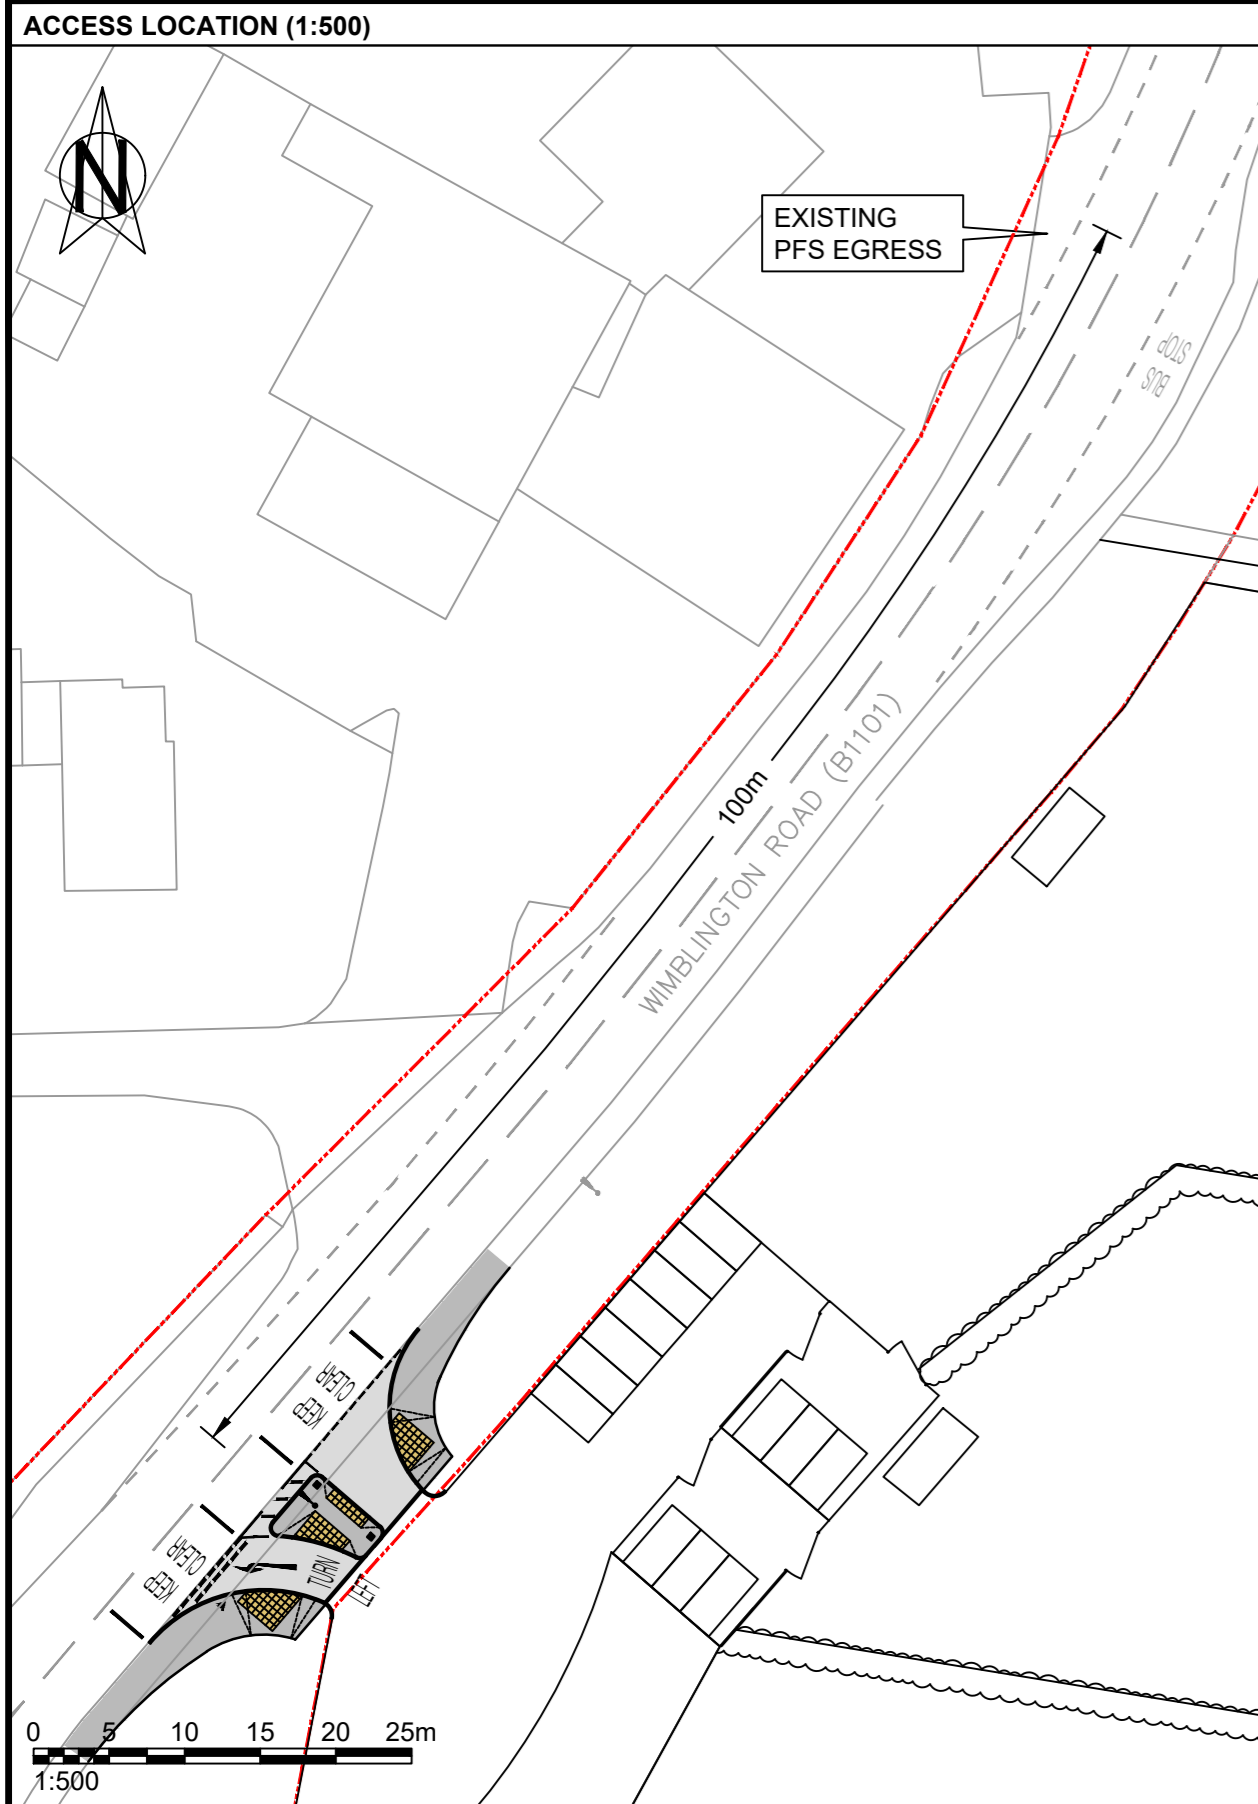 ACCESS LOCATION (1:500)
N
EXISTING
PFS EGRESS
BUS
STOP
100m
WIMBLINGTON ROAD (B1101)
KEEP
CLEAR
KEEP
CLEAR
TURN
LEFT
0 5 10 15 20 25m
1:500